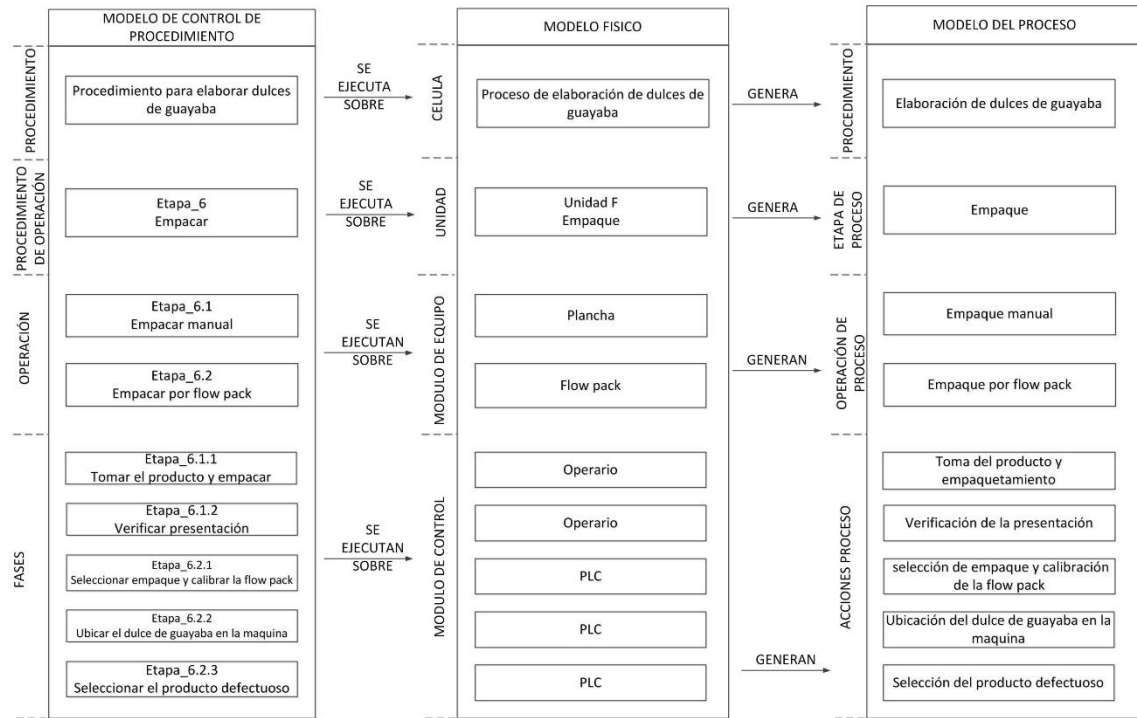 MODELO DE CONTROL DE
PROCEDIMIENTO
MODELO FISICO
MODELO DEL PROCESO
PROCEDIMIENTO
Procedimiento para elaborar dulces
de guayaba
SE
EJECUTA
SOBRE
CELULA
Proceso de elaboración de dulces de
guayaba
GENERA
PROCEDIMIENTO
Elaboración de dulces de guayaba
PROCEDIMIENTO
DE OPERACIÓN
Etapa_6
Empacar
SE
EJECUTA
SOBRE
UNIDAD
Unidad F
Empaque
GENERA
ETAPA DE
PROCESO
Empaque
OPERACIÓN
Etapa_6.1
Empacar manual
Etapa_6.2
Empacar por flow pack
SE
EJECUTAN
SOBRE
MODULO DE EQUIPO
Plancha
Flow pack
GENERAN
OPERACIÓN DE
PROCESO
Empaque manual
Empaque por flow pack
FASES
Etapa_6.1.1
Tomar el producto y empacar
Etapa_6.1.2
Verificar presentación
Etapa_6.2.1
Seleccionar empaque y calibrar la flow pack
Etapa_6.2.2
Ubicar el dulce de guayaba en la maquina
Etapa_6.2.3
Seleccionar el producto defectuoso
SE
EJECUTAN
SOBRE
MODULO DE CONTROL
Operario
Operario
PLC
PLC
PLC
GENERAN
ACCIONES PROCESO
Toma del producto y
empaquetamiento
Verificación de la presentación
selección de empaque y calibración
de la flow pack
Ubicación del dulce de guayaba en la
maquina
Selección del producto defectuoso